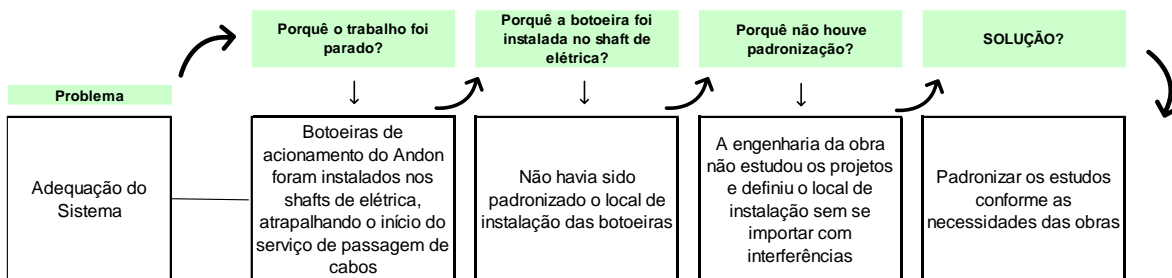 Porquê o trabalho foi
parado?
Porquê a botoeira foi
instalada no shaft de
elétrica?
Porquê não houve
padronização?
SOLUÇÃO?
Problema
Adequação do
Sistema
Botoeiras de
acionamento do Andon
foram instalados nos
shafts de elétrica,
atrapalhando o início do
serviço de passagem de
cabos
Não havia sido
padronizado o local de
instalação das botoeiras
A engenharia da obra
não estudou os projetos
e definiu o local de
instalação sem se
importar com
interferências
Padronizar os estudos
conforme as
necessidades das obras